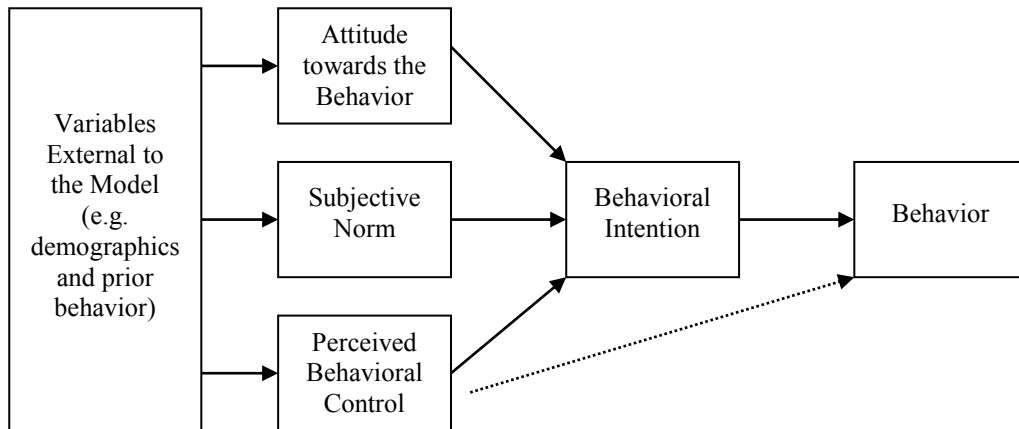 Variables
External to
the Model
(e.g.
demographics
and prior
behavior)
Attitude
towards the
Behavior
Subjective
Norm
Perceived
Behavioral
Control
Behavioral
Intention
Behavior